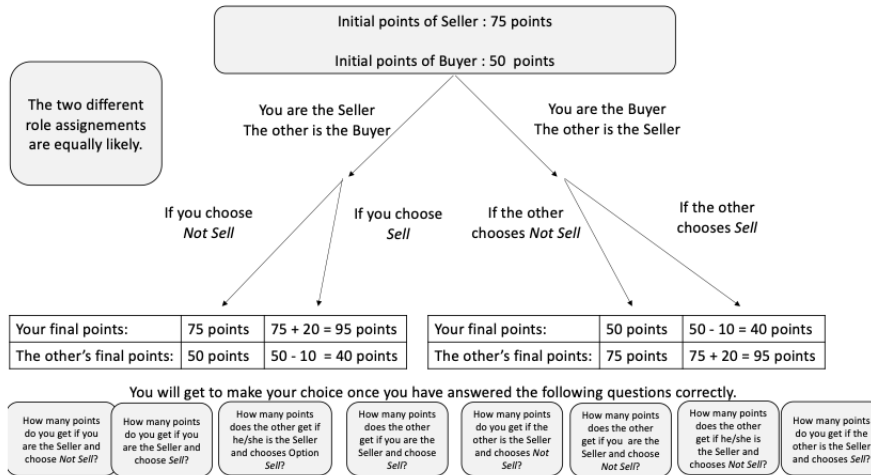 Initial points of Seller : 75 points
Initial points of Buyer : 50 points
The two different
role assignements
are equally likely.
You are the Seller
The other is the Buyer
You are the Buyer
The other is the Seller
If you choose
Not Sell
If you choose
Sell
If the other
chooses Not Sell
If the other
chooses Sell
Your final points: 75 points 75 + 20 = 95 points
The other's final points: 50 points 50 - 10 = 40 points
Your final points: 50 points 50 - 10 = 40 points
The other's final points: 75 points 75 + 20 = 95 points
You will get to make your choice once you have answered the following questions correctly.
How many points
do you get if you
are the Seller and
choose Not Sell?
How many points
do you get if you
are the Seller and
choose Sell?
How many points
does the other get if
he/she is the Seller
and chooses Option
Sell?
How many points
does the other
get if you are the
Seller and choose
Sell?
How many points
do you get if the
other is the Seller
and chooses Not
Sell?
How many points
does the other
get if you are the
Seller and choose
Not Sell?
How many points
does the other
get if he/she is
the Seller and
chooses Not Sell?
How many points
do you get if the
other is the Seller
and chooses Sell?